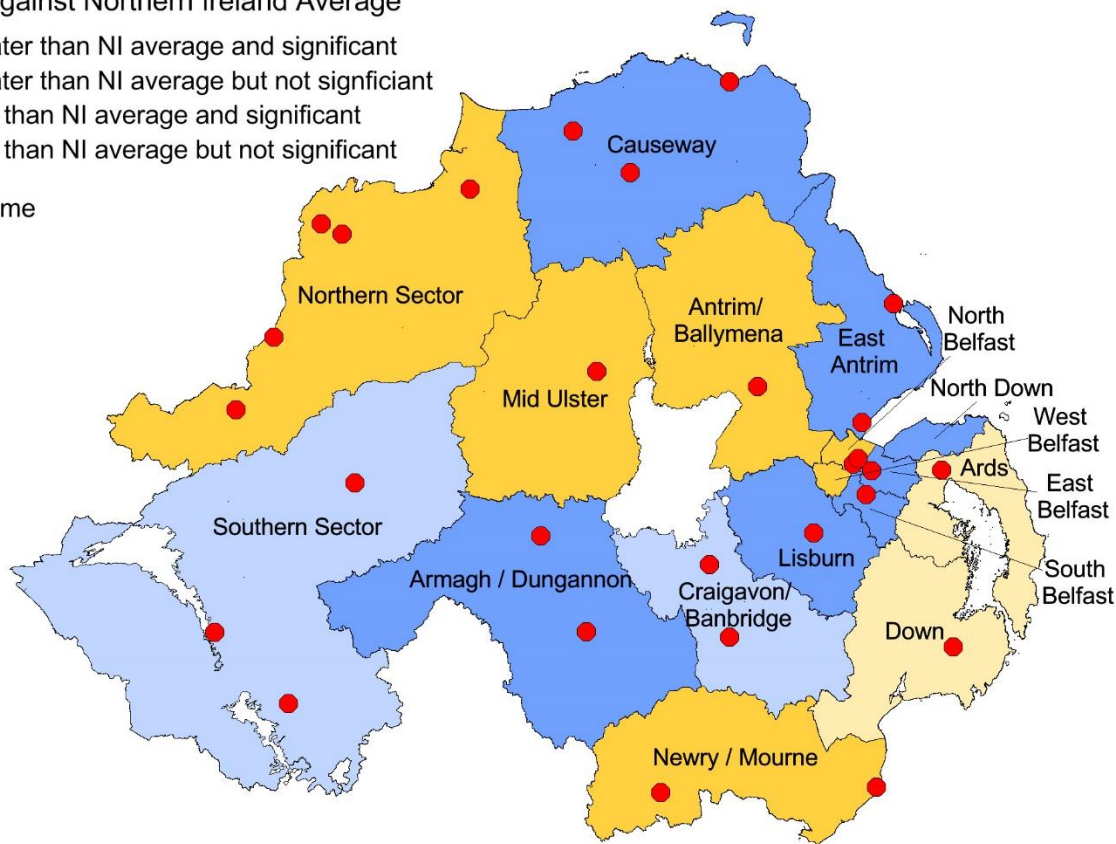 gainst Northern Ireland Average
ter than NI average and significant
ter than NI average but not signficiant
than NI average and significant
than NI average but not significant
me
Causeway
Northern Sector
Antrim/
Ballymena
East
Antrim
North
Belfast
Mid Ulster
North Down
West
Belfast
Ards
East
Belfast
Southern Sector
Armagh / Dungannon
Lisburn
Craigavon/
Banbridge
South
Belfast
Down
Newry / Mourne